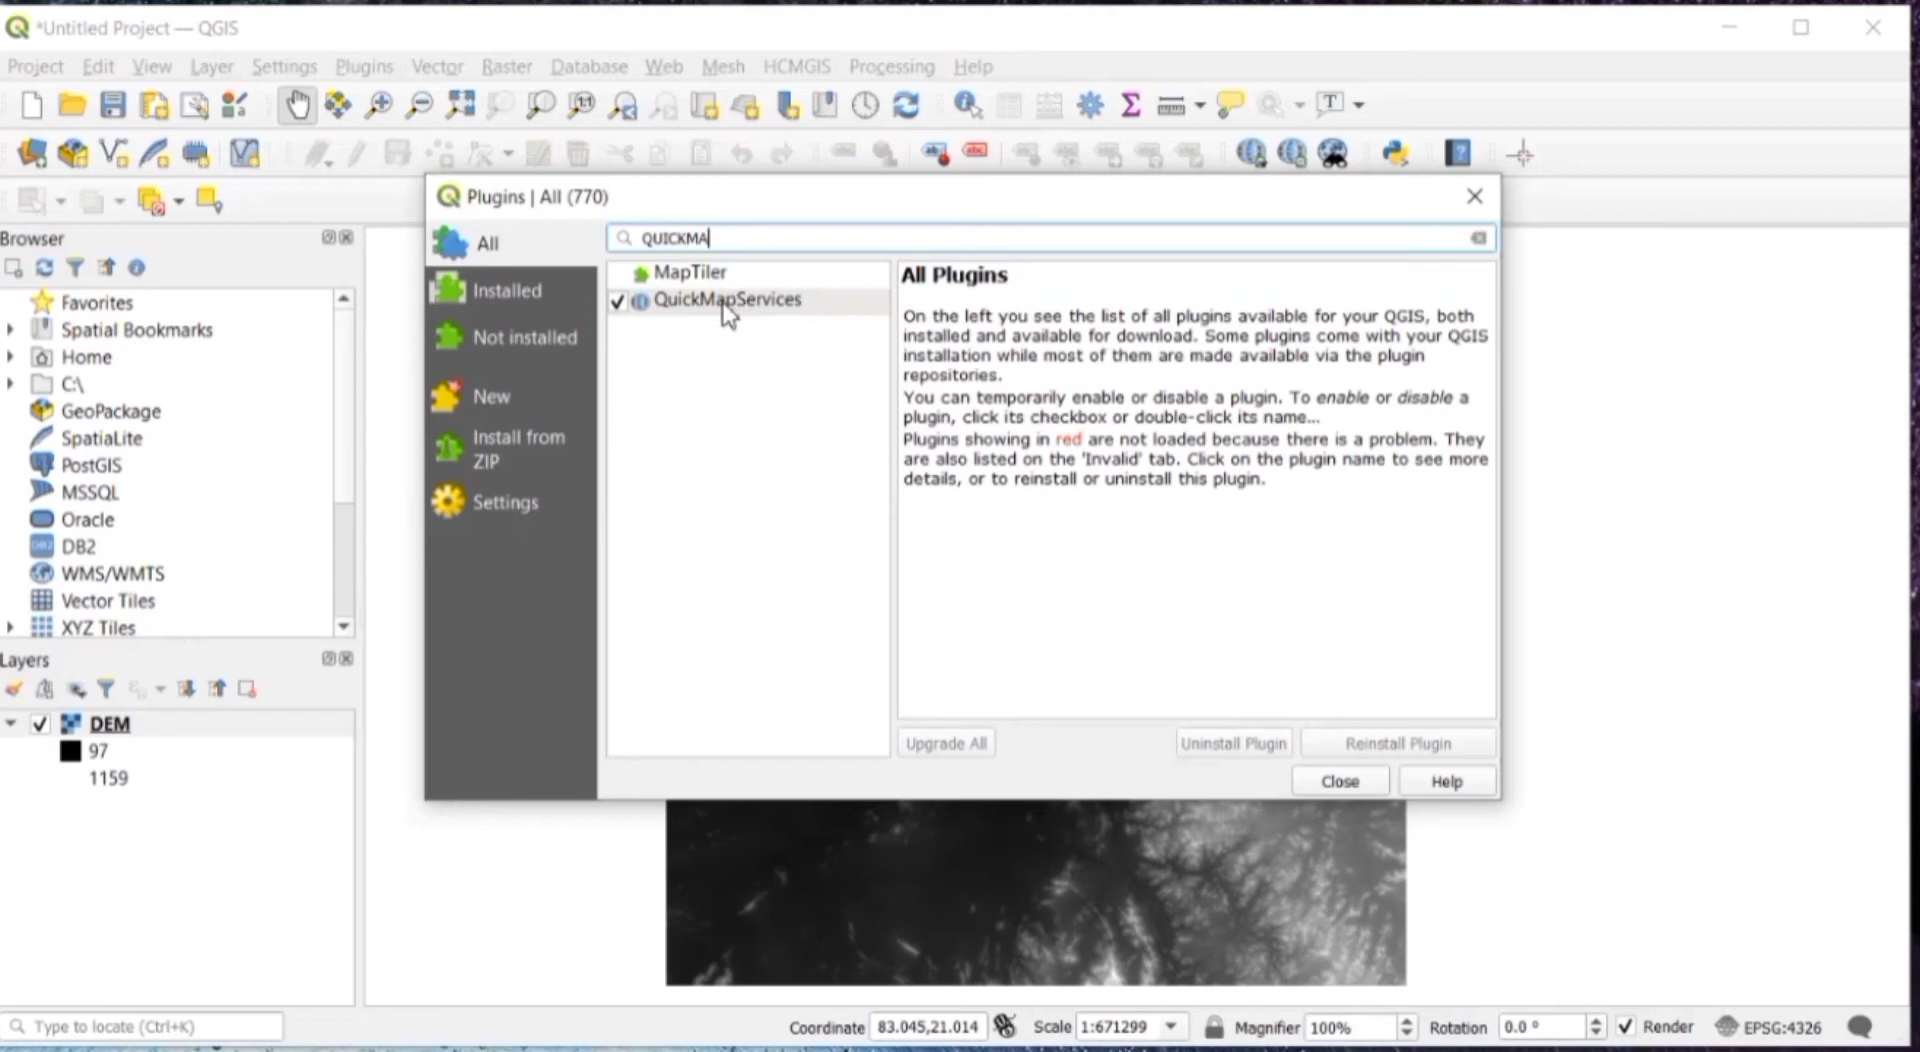 *Untitled Project — QGIS
Project Edit View Layer Settings Plugins Vector Raster Database Web Mesh HCMGIS Processing Help
Plugins | All (770)
QUICKMA
All
Installed
Not installed
New
Install from
ZIP
Settings
MapTiler
QuickMapServices
All Plugins
On the left you see the list of all plugins available for your QGIS, both
installed and available for download. Some plugins come with your QGIS
installation while most of them are made available via the plugin
repositories.
You can temporarily enable or disable a plugin. To enable or disable a
plugin, click its checkbox or double-click its name...
Plugins showing in red are not loaded because there is a problem. They
are also listed on the 'Invalid' tab. Click on the plugin name to see more
details, or to reinstall or uninstall this plugin.
Upgrade All Uninstall Plugin Reinstall Plugin
Close Help
Browser
Favorites
Spatial Bookmarks
Home
C:\
GeoPackage
SpatiaLite
PostGIS
MSSQL
Oracle
DB2
WMS/WMTS
Vector Tiles
XYZ Tiles
Layers
DEM
97
1159
Type to locate (Ctrl+K)
Coordinate 83.045,21.014 Scale 1:671299 Magnifier 100% Rotation 0.0 ° Render EPSG:4326